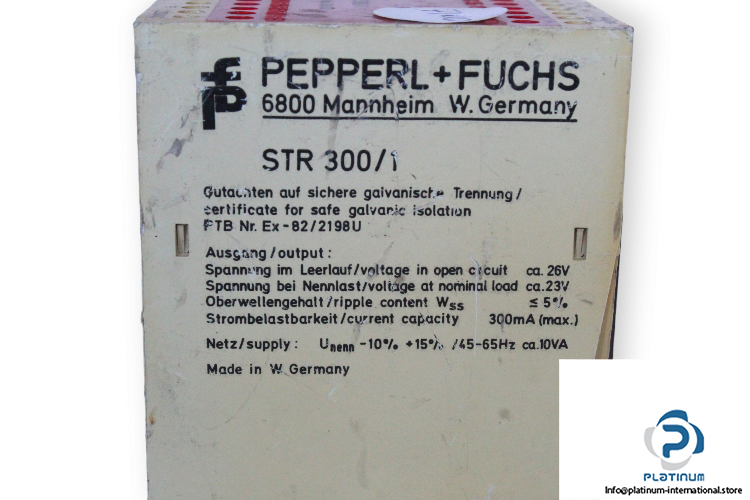 PEPPERL+FUCHS
6800 Mannheim W. Germany
STR 300/1
Gutachten auf sichere galvanische Trennung /
certificate for safe galvanic isolation
PTB Nr. Ex-82/2198U
Ausgang/output :
Spannung im Leerlauf/voltage in open circuit ca. 26V
Spannung bei Nennlast/voltage at nominal load ca. 23V
Oberwellengehalt/ripple content Wss ≤ 5%
Strombelastbarkeit/current capacity 300mA (max.)
Netz/supply : Unenn -10% +15% /45-65Hz ca. 10VA
Made in W. Germany
PLATINUM
Info@platinum-international.store